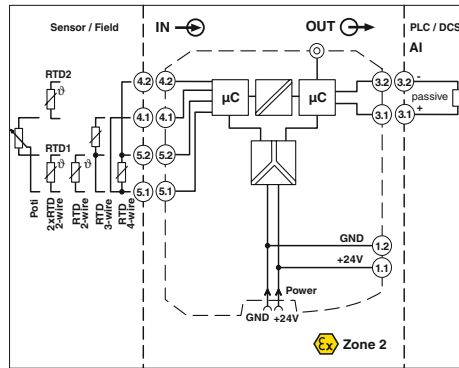 Sensor / Field
IN
OUT
PLC / DCS
AI
RTD2
ϑ
4.2
4.2
µC
µC
3.2
3.2
-
passive
+
4.1
4.1
3.1
3.1
RTD1
ϑ
ϑ
5.2
5.2
5.1
5.1
Poti
2xRTD
2-wire
RTD
2-wire
RTD
3-wire
RTD
4-wire
GND
1.2
+24V
1.1
Power
GND
+24V
Ex
Zone 2